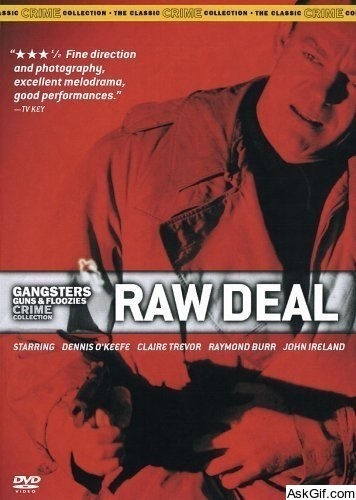 ASSIC CRIME COLLECTION - THE CLASSIC CRIME COLLECTION - THE CLASSIC CRIME COLLECTI
"★★★ ½ Fine direction
and photography,
excellent melodrama,
good performances."
—TV KEY
GANGSTERS
GUNS & FLOOZIES
CRIME
COLLECTION
RAW DEAL
STARRING DENNIS O'KEEFE CLAIRE TREVOR RAYMOND BURR JOHN IRELAND
DVD
VIDEO
AskGif.com